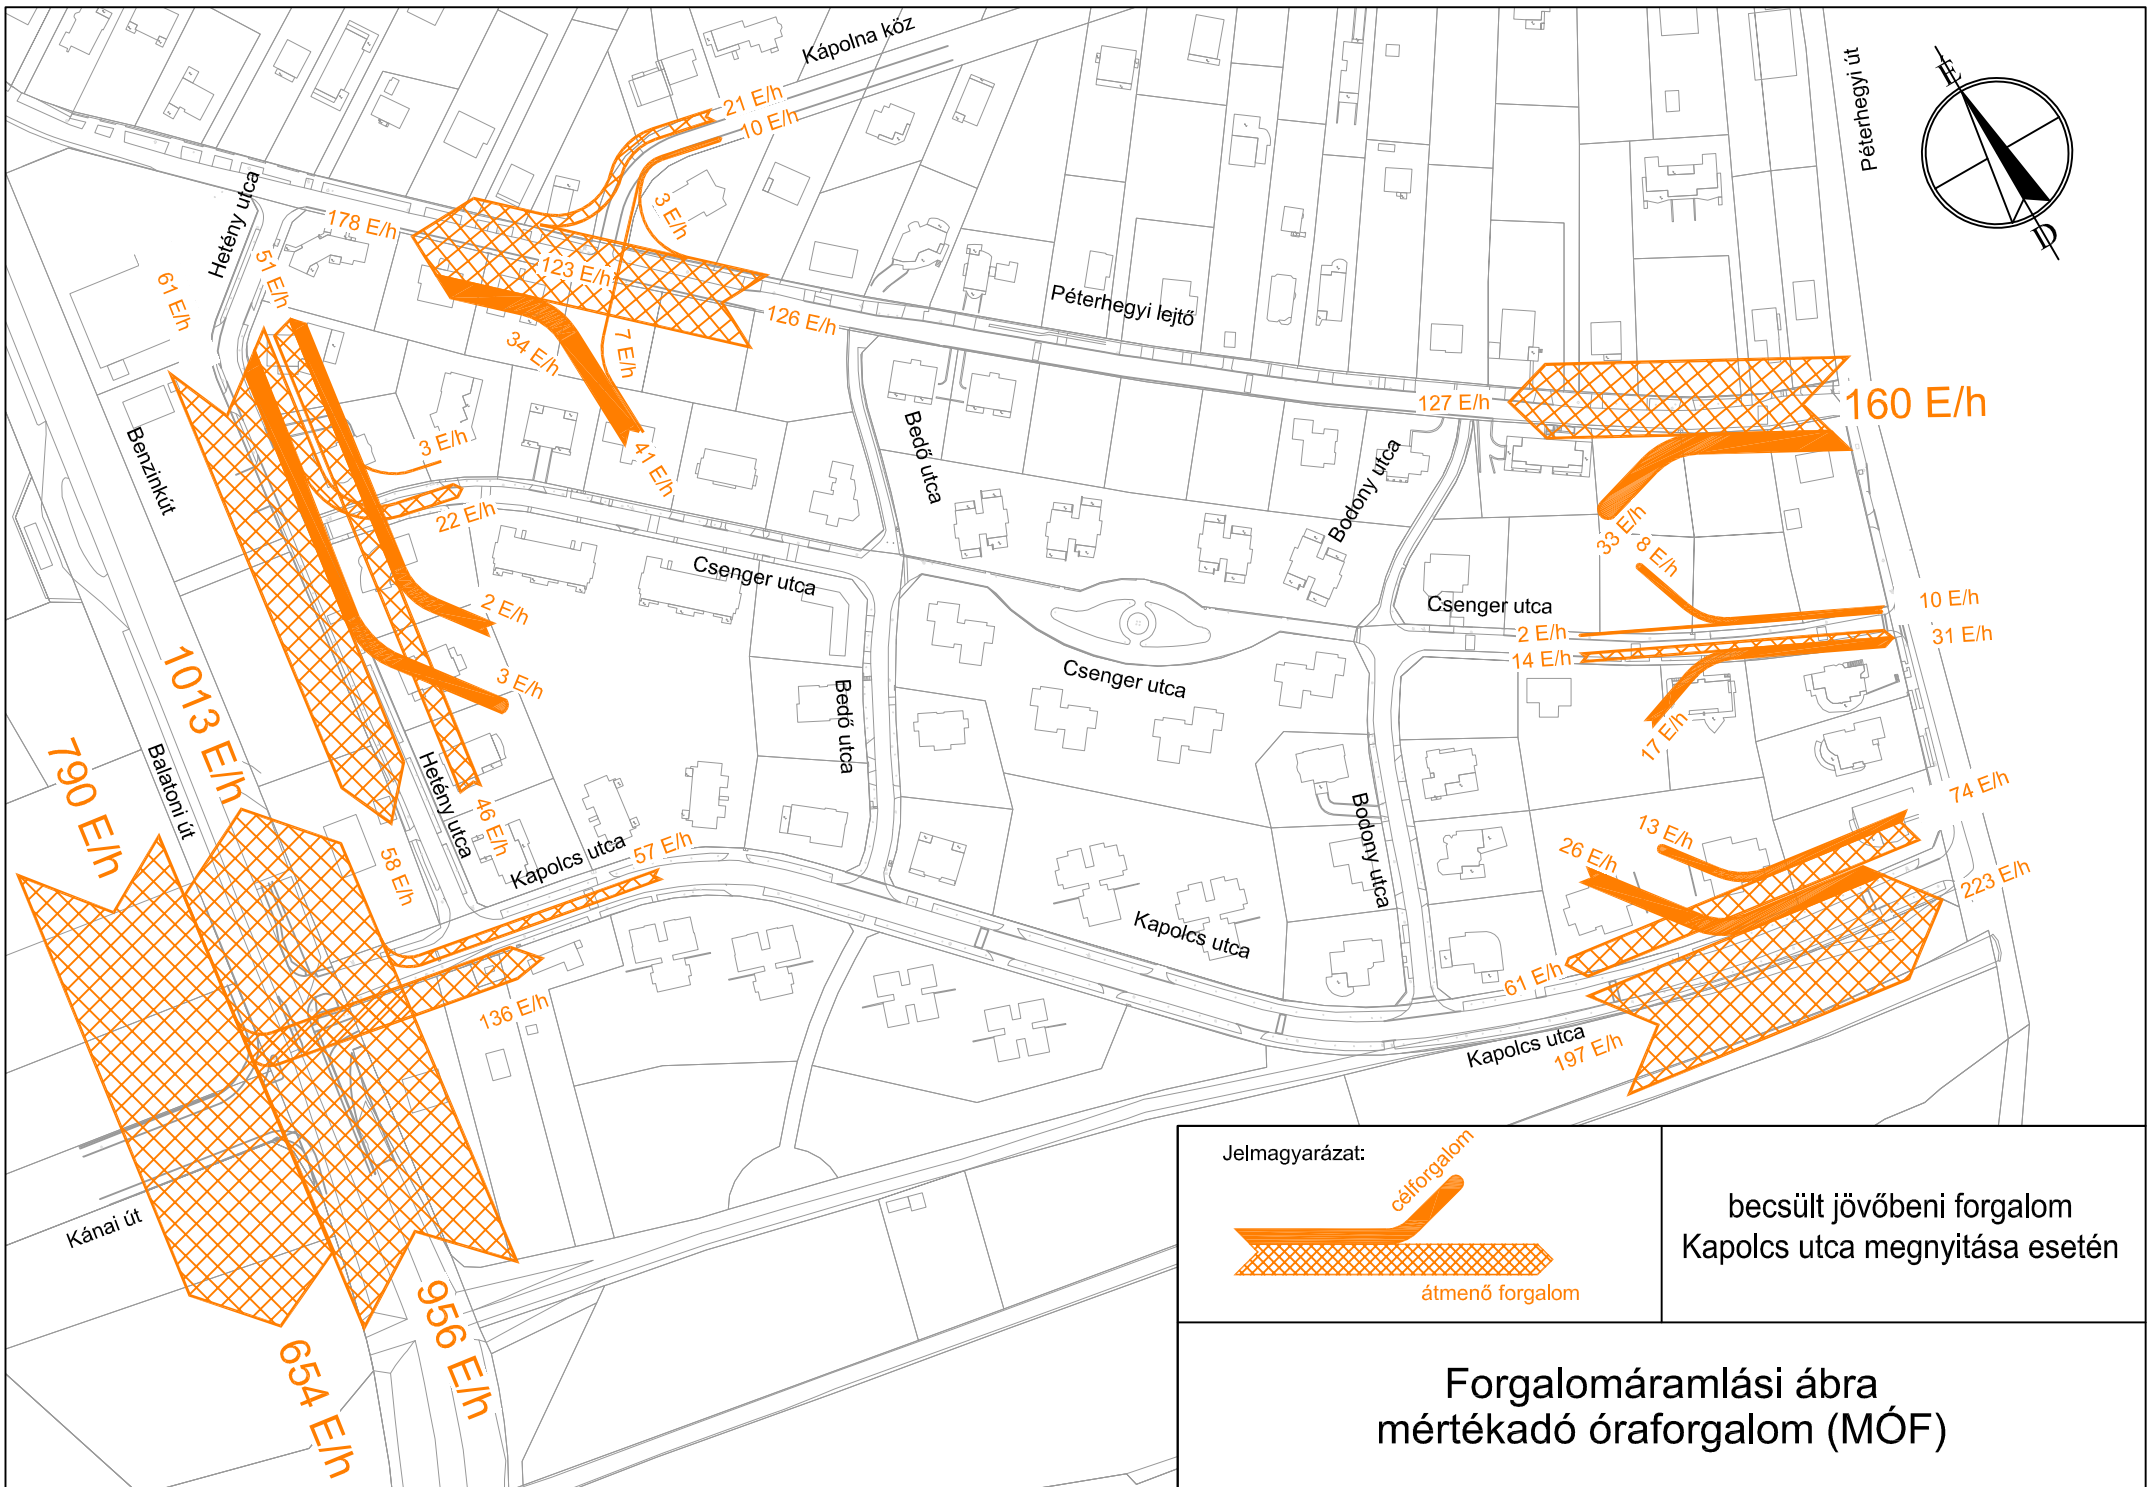 Kápolna köz
Péterhegyi út
É
D
21 E/h
10 E/h
3 E/h
Hetény utca
178 E/h
51 E/h
61 E/h
123 E/h
126 E/h
Péterhegyi lejtő
34 E/h
7 E/h
41 E/h
127 E/h
160 E/h
Benzinkút
3 E/h
22 E/h
Bedő utca
Bodony utca
33 E/h
8 E/h
Csenger utca
Csenger utca
10 E/h
2 E/h
2 E/h
31 E/h
14 E/h
Csenger utca
3 E/h
17 E/h
1013 E/h
790 E/h
Balatoni út
Bedő utca
Hetény utca
46 E/h
74 E/h
58 E/h
Kapolcs utca
57 E/h
Bodony utca
13 E/h
26 E/h
223 E/h
Kapolcs utca
61 E/h
136 E/h
Kapolcs utca
197 E/h
Kánai út
956 E/h
654 E/h
Jelmagyarázat:
célforgalom
átmenő forgalom
becsült jövőbeni forgalom
Kapolcs utca megnyitása esetén
Forgalomáramlási ábra
mértékadó óraforgalom (MÓF)